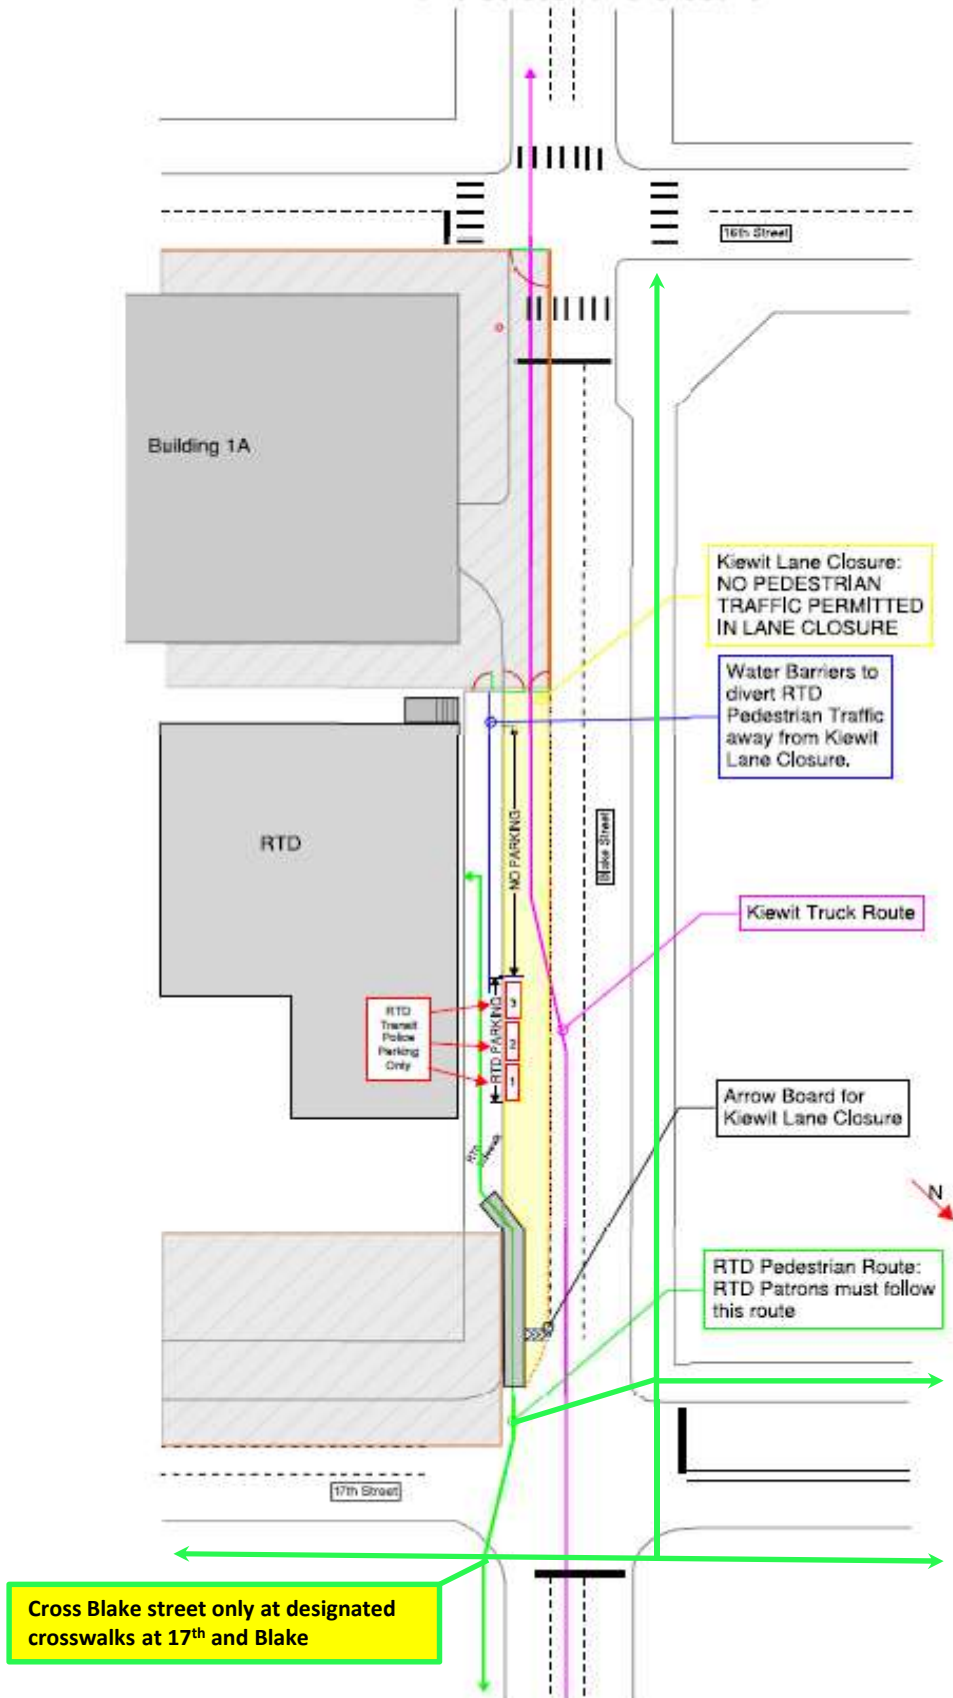 16th Street
Building 1A
Kiewit Lane Closure:
NO PEDESTRIAN
TRAFFIC PERMITTED
IN LANE CLOSURE
Water Barriers to
divert RTD
Pedestrian Traffic
away from Kiewit
Lane Closure.
RTD
NO PARKING
Blake Street
Kiewit Truck Route
RTD
Transit
Police
Parking
Only
RTD PARKING
3
2
1
Arrow Board for
Kiewit Lane Closure
RTD
N
RTD Pedestrian Route:
RTD Patrons must follow
this route
17th Street
Cross Blake street only at designated
crosswalks at 17th and Blake